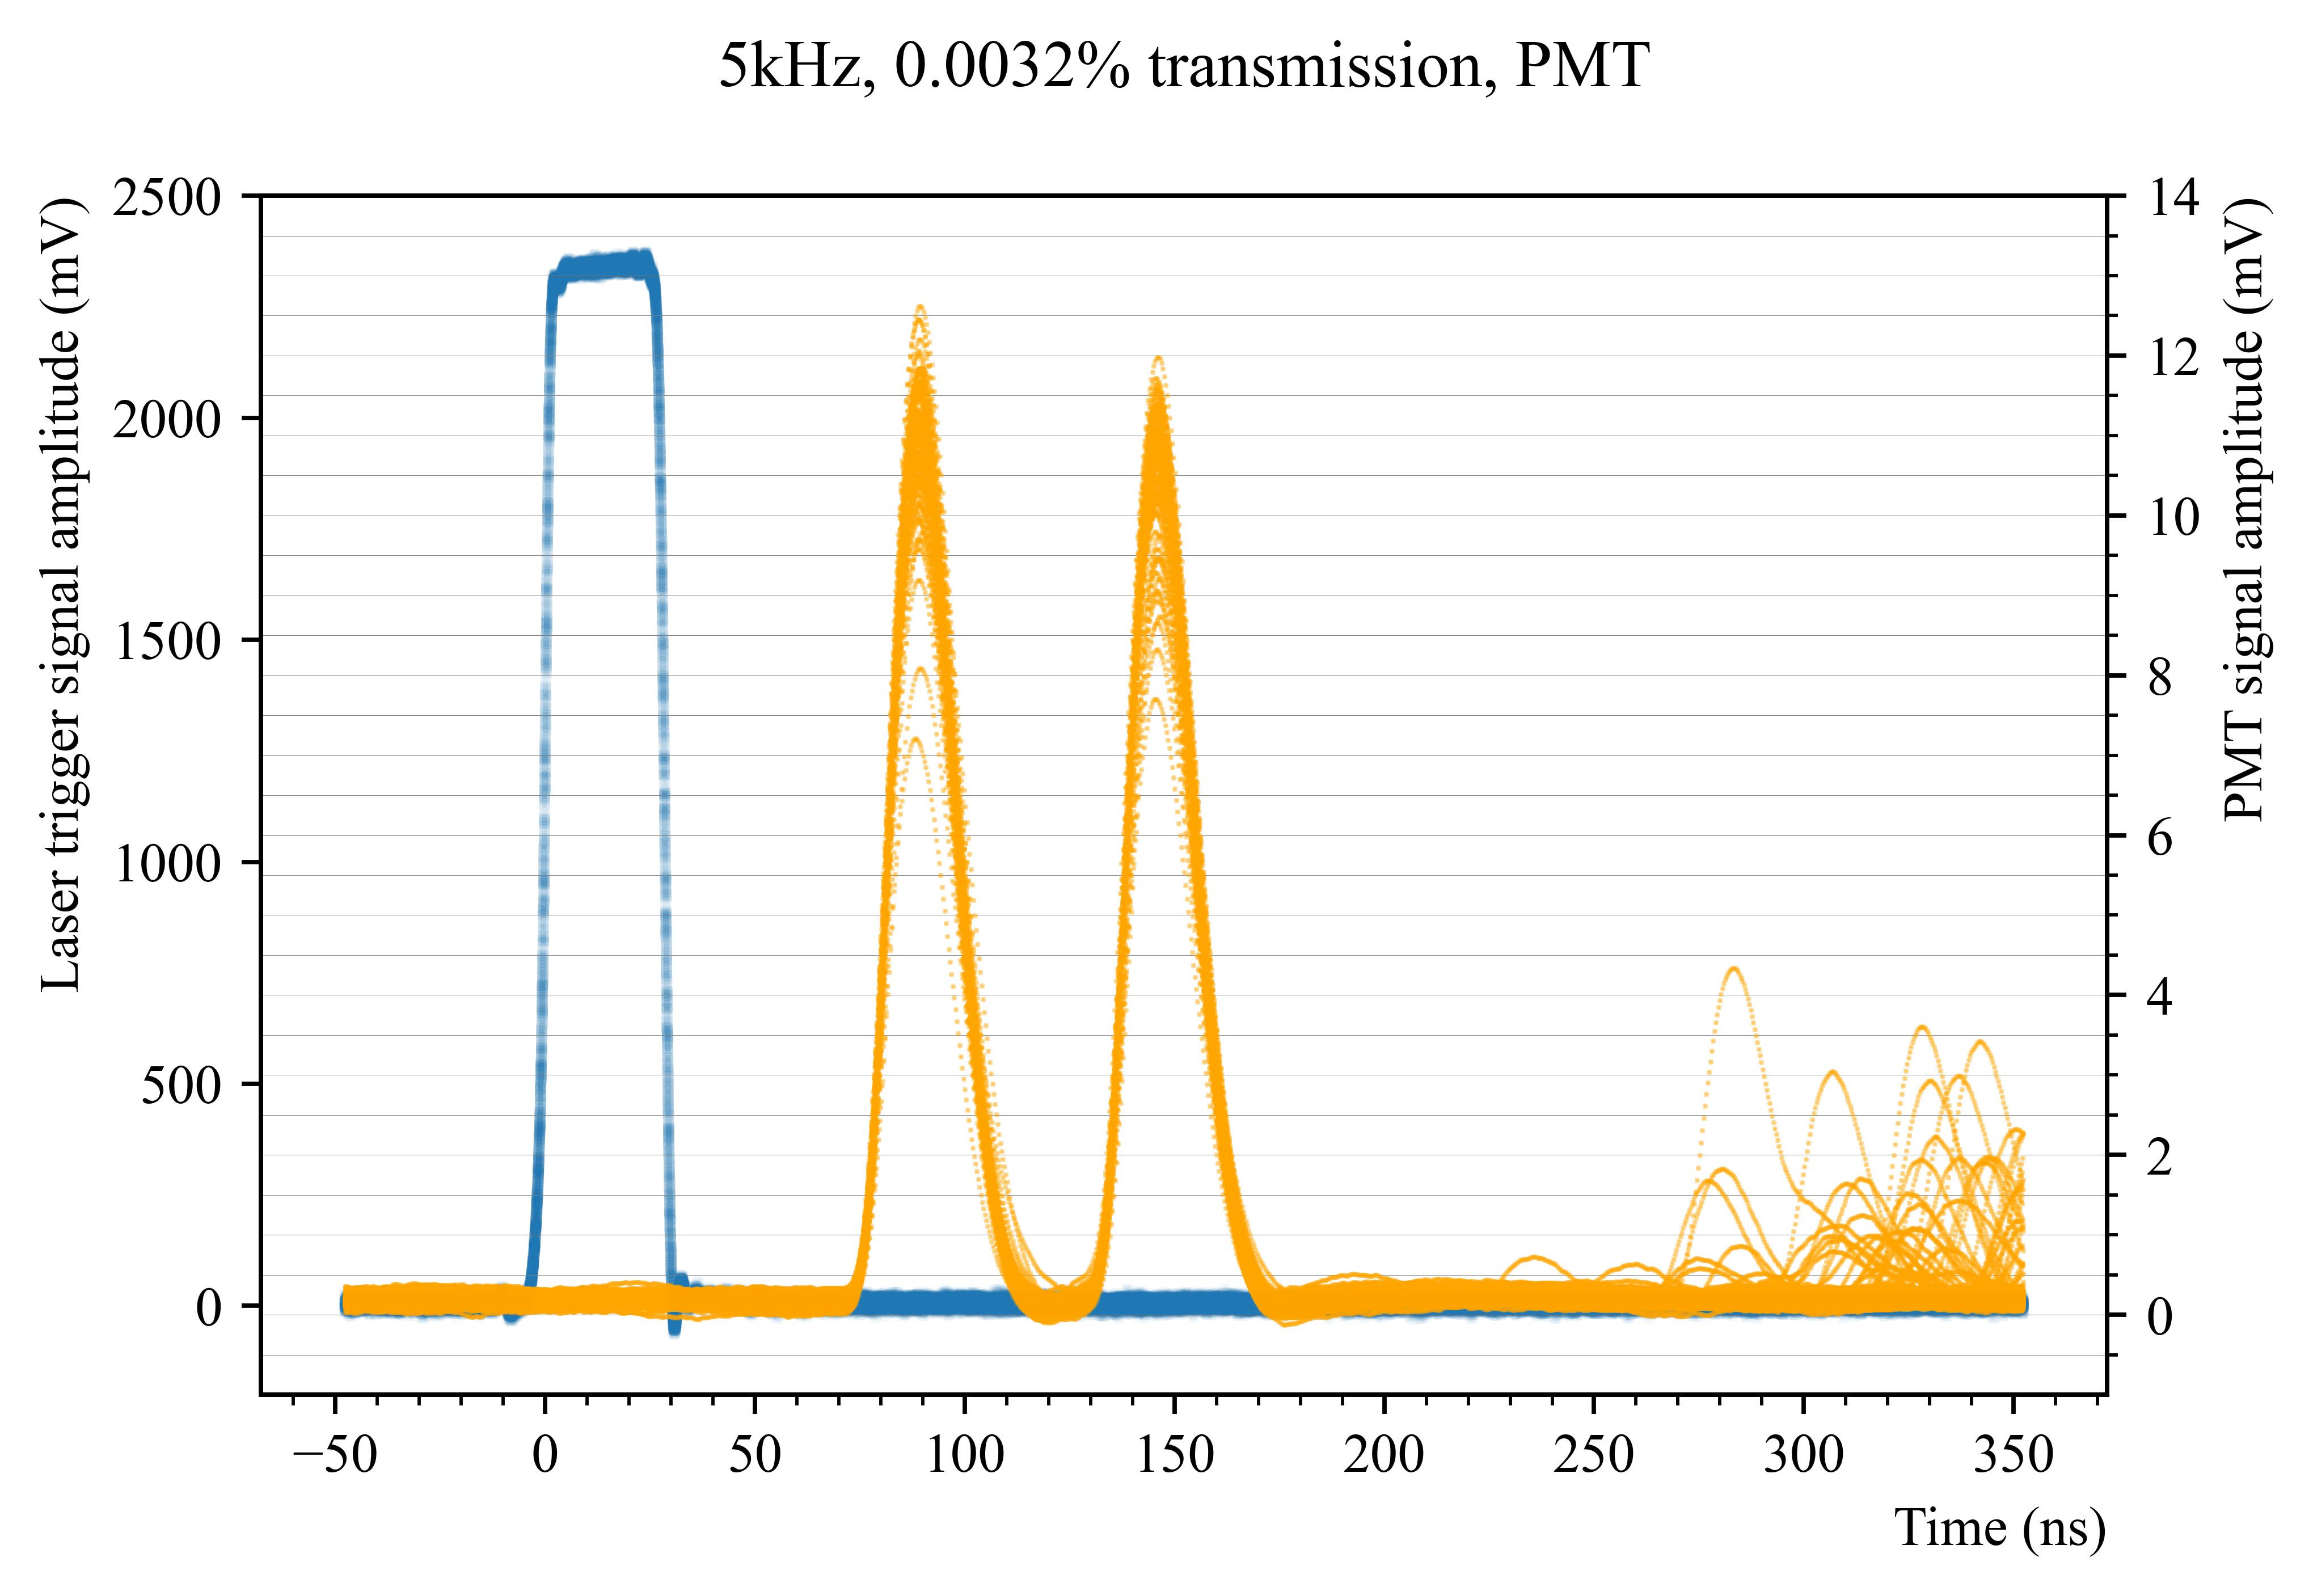 5kHz, 0.0032% transmission, PMT
Laser trigger signal amplitude (mV)
2500
2000
1500
1000
500
0
14
12
10
8
6
4
2
0
PMT signal amplitude (mV)
−50 0 50 100 150 200 250 300 350
Time (ns)